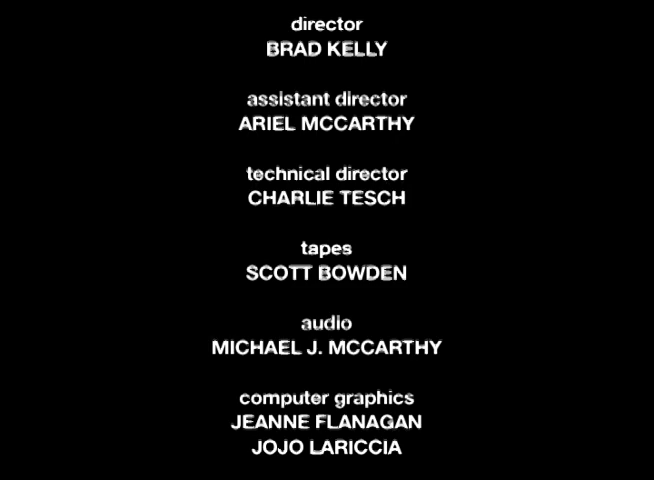 director
BRAD KELLY
assistant director
ARIEL MCCARTHY
technical director
CHARLIE TESCH
tapes
SCOTT BOWDEN
audio
MICHAEL J. MCCARTHY
computer graphics
JEANNE FLANAGAN
JOJO LARICCIA